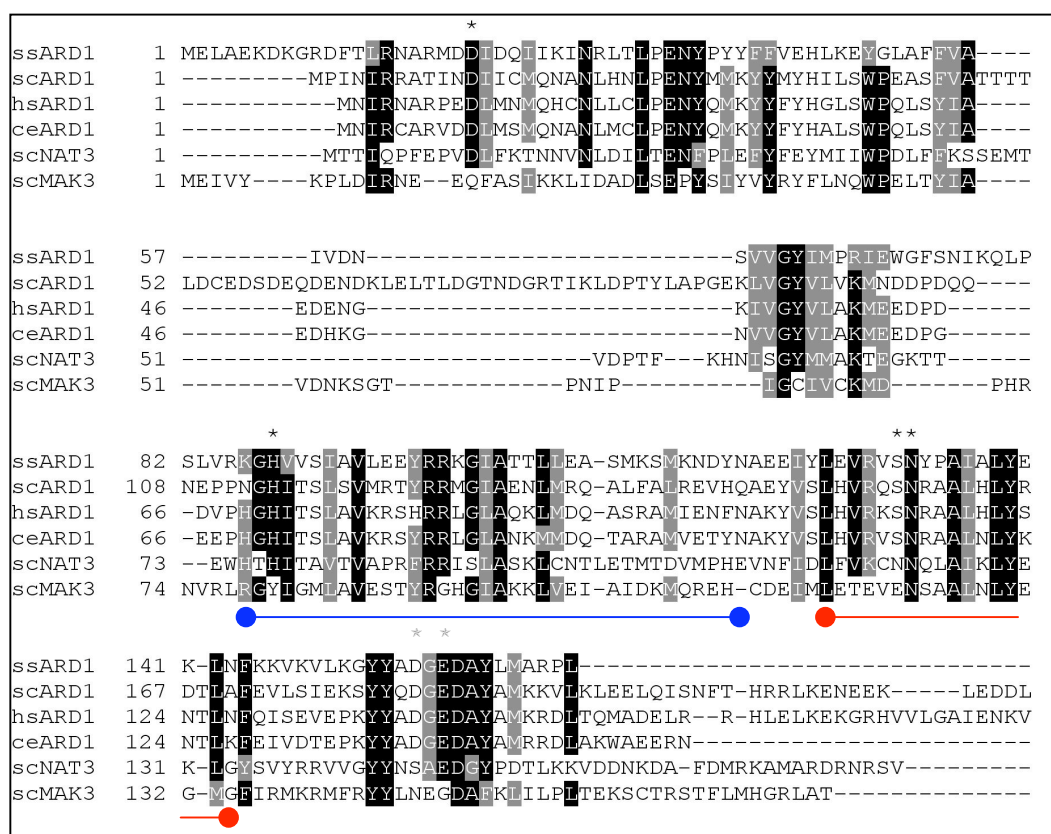 *
ssARD1 1 MELAEKDKGRDFTLRNARMDDIDQIIKINRLTLPENYPYYFFVEHLKEYGLAFFVA----
scARD1 1 ---------MPINIRRATINDIICMQNANLHNLPENYMMKYYMYHILSWPEASFVATTTT
hsARD1 1 -----------MNIRNARPEDLMNMQHCNLLCLPENYQMKYYFYHGLSWPQLSYIA----
ceARD1 1 -----------MNIRCARVDDLMSMQNANLMCLPENYQMKYYFYHALSWPQLSYIA----
scNAT3 1 ----------MTTIQPFEPVDLFKTNNVNLDILTENFPLEFYFEYMIIWPDLFFKSSEMT
scMAK3 1 MEIVY----KPLDIRNE--EQFASIKKLIDADLSEPYSIYVYRYFLNQWPELTYIA----
ssARD1 57 ---------IVDN--------------------------SVVGYIMPRIEWGFSNIKQLP
scARD1 52 LDCEDSDEQDENDKLELTLDGTNDGRTIKLDPTYLAPGEKLVGYVLVKMNDDPDQQ----
hsARD1 46 --------EDENG--------------------------KIVGYVLAKMEEDPD------
ceARD1 46 --------EDHKG--------------------------NVVGYVLAKMEEDPG------
scNAT3 51 -----------------------------VDPTF---KHNISGYMMAKTEGKTT------
scMAK3 51 --------VDNKSGT------------PNIP----------IGCIVCKMD-----PHR
* **
ssARD1 82 SLVRKGHVVSIAVLEEYRRKGIATTLLEA-SMKSMKNDYNAEEIYLEVRVSNYPAIALYE
scARD1 108 NEPPNGHITSLSVMRTYRRMGIAENLMRQ-ALFALREVHQAEYVSLHVRQSNRAALHLYR
hsARD1 66 -DVPHGHITSLAVKRSHRRLGLAQKLMDQ-ASRAMIENFNAKYVSLHVRKSNRAALHLYS
ceARD1 66 -EEPHGHITSLAVKRSYRRLGLANKMMDQ-TARAMVETYNAKYVSLHVRVSNRAALNLYK
scNAT3 73 --EWHTHITAVTVAPRFRRISLASKLCNTLETMTDVMPHEVNFIDLFVKCNNQLAIKLYE
scMAK3 74 NVRLRGYIGMLAVESTYRGHGIAKKLVEI-AIDKMQREH-CDEIMLETEVENSAALNLYE
* *
ssARD1 141 K-LNFKKVKVLKGYYADGEDAYLMARPL--------------------------------
scARD1 167 DTLAFEVLSIEKSYYQDGEDAYAMKKVLKLEELQISNFT-HRRLKENEEK-----LEDDL
hsARD1 124 NTLNFQISEVEPKYYADGEDAYAMKRDLTQMADELR--R-HLELKEKGRHVVLGAIENKV
ceARD1 124 NTLKFEIVDTEPKYYADGEDAYAMRRDLAKWAEERN------------------------
scNAT3 131 K-LGYSVYRRVVGYYNSAEDGYPDTLKKVDDNKDA-FDMRKAMARDRNRSV---------
scMAK3 132 G-MGFIRMKRMFRYYLNEGDAFKLILPLTEKSCTRSTFLMHGRLAT--------------